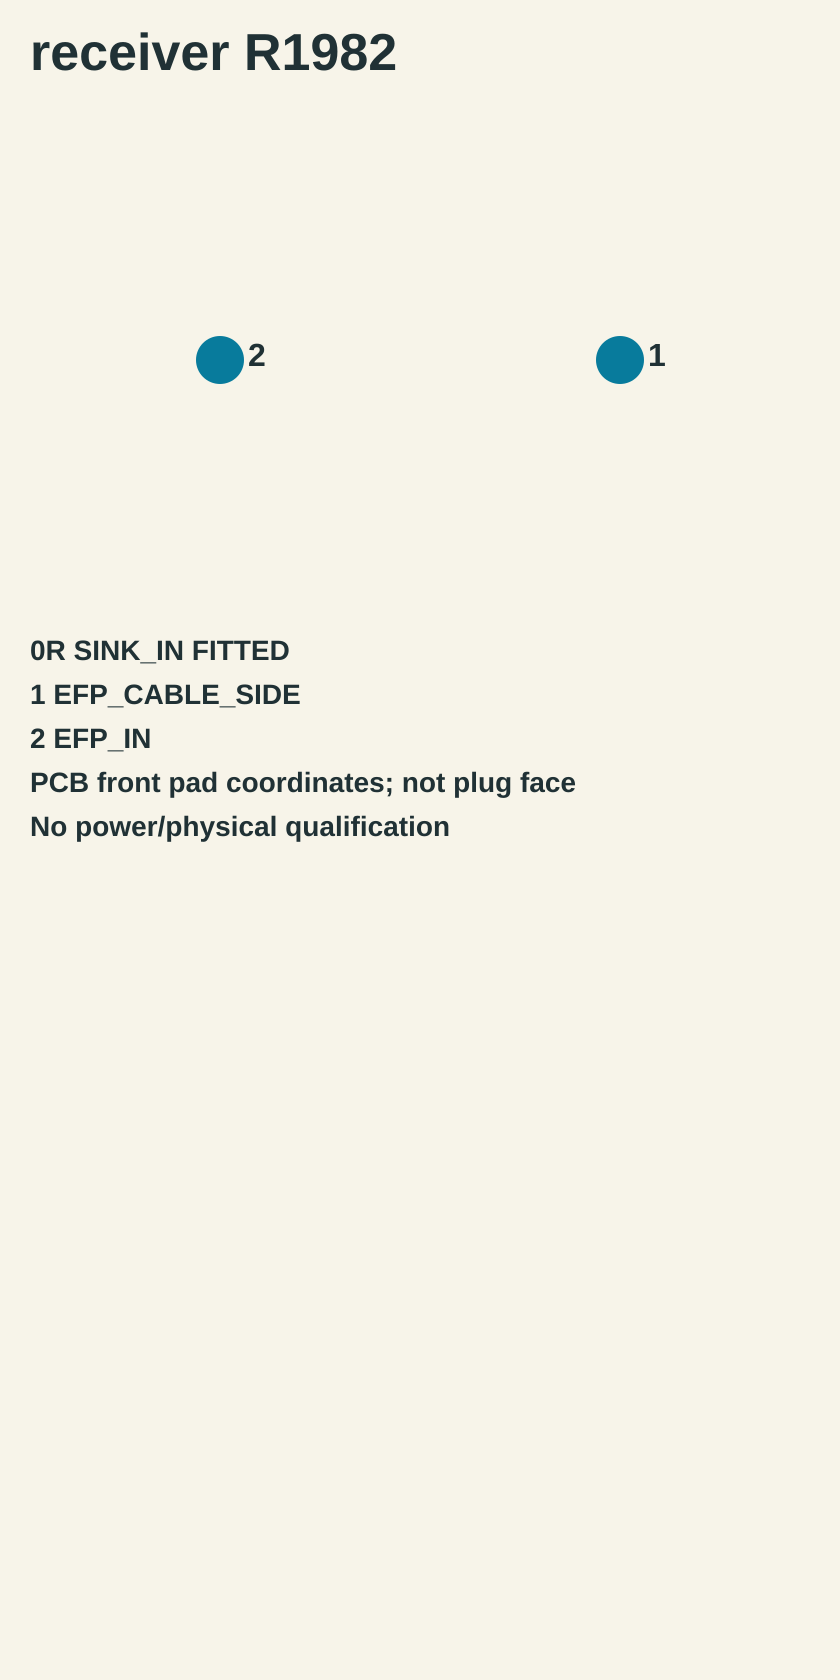 receiver R1982
2
1
0R SINK_IN FITTED
1 EFP_CABLE_SIDE
2 EFP_IN
PCB front pad coordinates; not plug face
No power/physical qualification